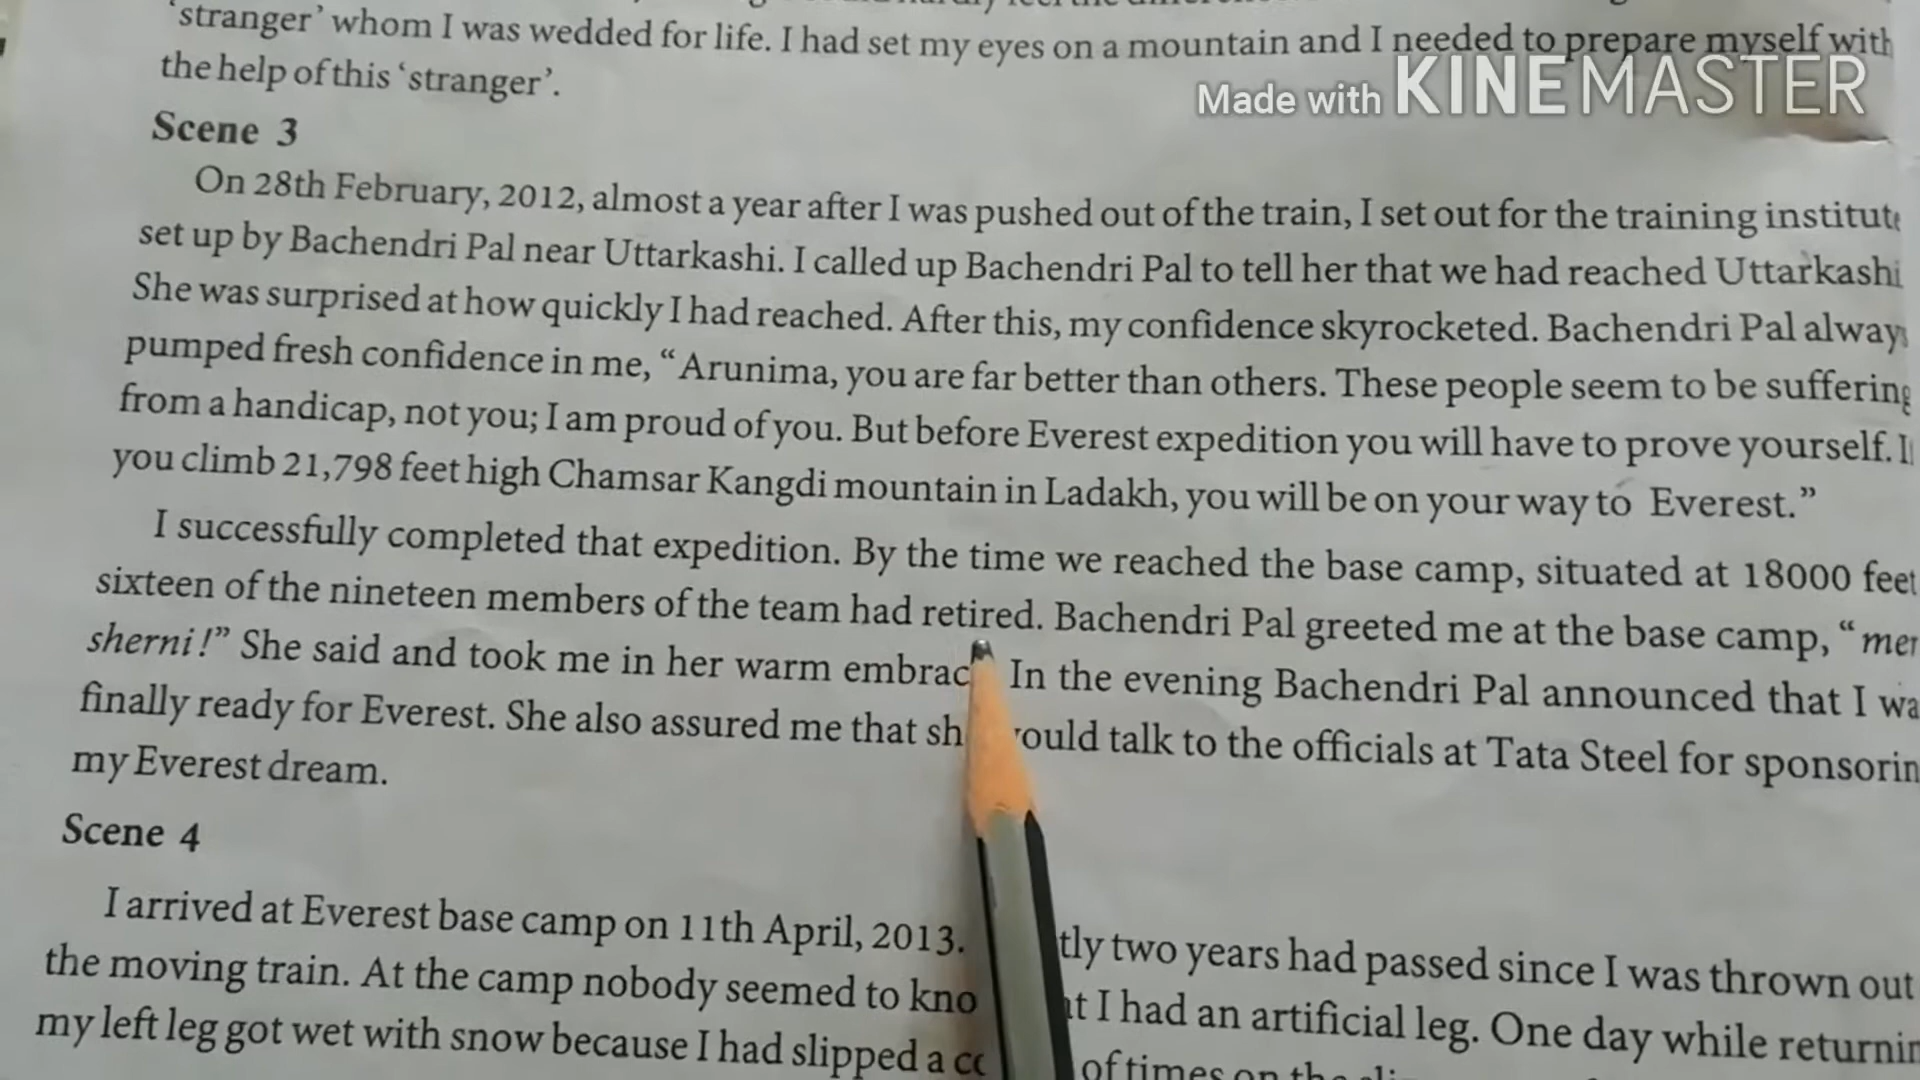 'stranger' whom I was wedded for life. I had set my eyes on a mountain and I needed to prepare myself with
the help of this 'stranger'.
Made with KINEMASTER
Scene 3
On 28th February, 2012, almost a year after I was pushed out of the train, I set out for the training institute
set up by Bachendri Pal near Uttarkashi. I called up Bachendri Pal to tell her that we had reached Uttarkashi
She was surprised at how quickly I had reached. After this, my confidence skyrocketed. Bachendri Pal always
pumped fresh confidence in me, "Arunima, you are far better than others. These people seem to be suffering
from a handicap, not you; I am proud of you. But before Everest expedition you will have to prove yourself.
you climb 21,798 feet high Chamsar Kangdi mountain in Ladakh, you will be on your way to Everest."
I successfully completed that expedition. By the time we reached the base camp, situated at 18000 feet
sixteen of the nineteen members of the team had retired. Bachendri Pal greeted me at the base camp, "mer
sherni!" She said and took me in her warm embrac In the evening Bachendri Pal announced that I wa
finally ready for Everest. She also assured me that sh ould talk to the officials at Tata Steel for sponsorin
my Everest dream.
Scene 4
I arrived at Everest base camp on 11th April, 2013. tly two years had passed since I was thrown out
the moving train. At the camp nobody seemed to kno at I had an artificial leg. One day while returnin
my left leg got wet with snow because I had slipped a co of times on the